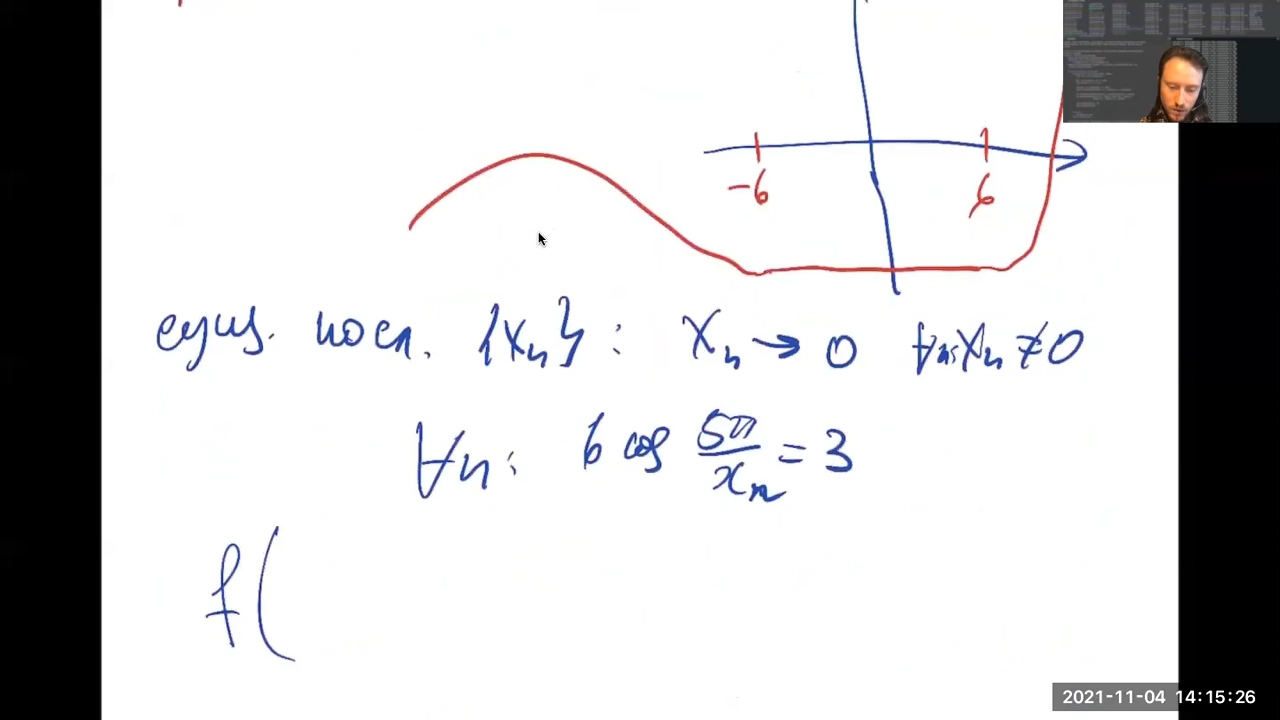 -6 6
сущ. посл. {xₙ} : xₙ → 0 ∀n: xₙ ≠ 0
∀n: 6 cos 5π/xₙ = 3
f(
2021-11-04 14:15:26